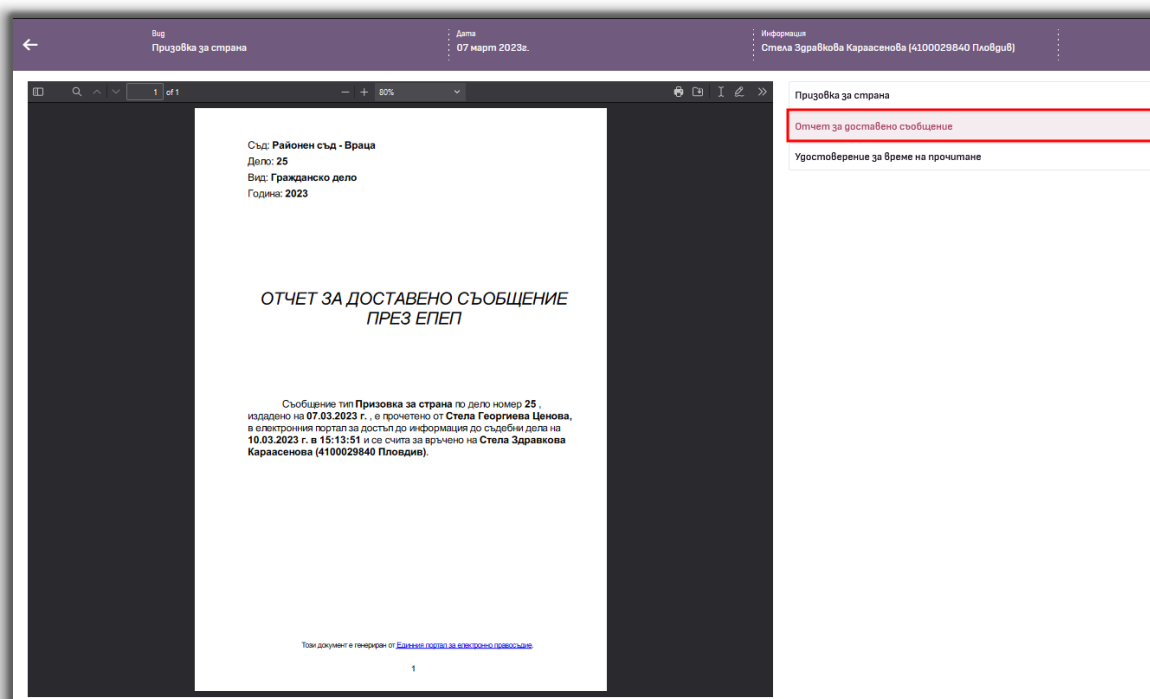 Вид
Призовка за страна
Дата
07 март 2023г.
Информация
Стела Здравкова Караасенова (4100029840 Пловдив)
1 of 1
80%
Съд: Районен съд - Враца
Дело: 25
Вид: Гражданско дело
Година: 2023
ОТЧЕТ ЗА ДОСТАВЕНО СЪОБЩЕНИЕ
ПРЕЗ ЕПЕП
Съобщение тип Призовка за страна по дело номер 25 ,
издадено на 07.03.2023 г. , е прочетено от Стела Георгиева Ценова,
в електронния портал за достъп до информация до съдебни дела на
10.03.2023 г. в 15:13:51 и се счита за връчено на Стела Здравкова
Караасенова (4100029840 Пловдив).
Този документ е генериран от Единния портал за електронно правосъдие.
1
Призовка за страна
Отчет за доставено съобщение
Удостоверение за време на прочитане